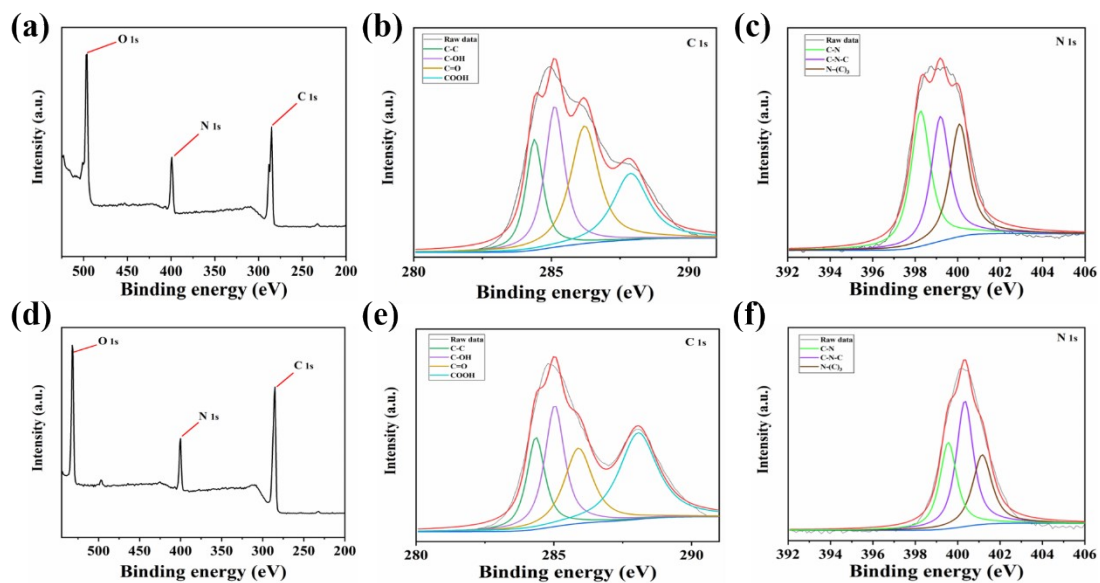 (a)
O 1s
N 1s
C 1s
Intensity (a.u.)
500 450 400 350 300 250 200
Binding energy (eV)
(b)
C 1s
Raw data
C-C
C-OH
C=O
COOH
Intensity (a.u.)
280 285 290
Binding energy (eV)
(c)
N 1s
Raw data
C-N
C-N-C
N-(C)₃
Intensity (a.u.)
392 394 396 398 400 402 404 406
Binding energy (eV)
(d)
O 1s
N 1s
C 1s
Intensity (a.u.)
500 450 400 350 300 250 200
Binding energy (eV)
(e)
C 1s
Raw data
C-C
C-OH
C=O
COOH
Intensity (a.u.)
280 285 290
Binding energy (eV)
(f)
N 1s
Raw data
C-N
C-N-C
N-(C)₃
Intensity (a.u.)
392 394 396 398 400 402 404 406
Binding energy (eV)